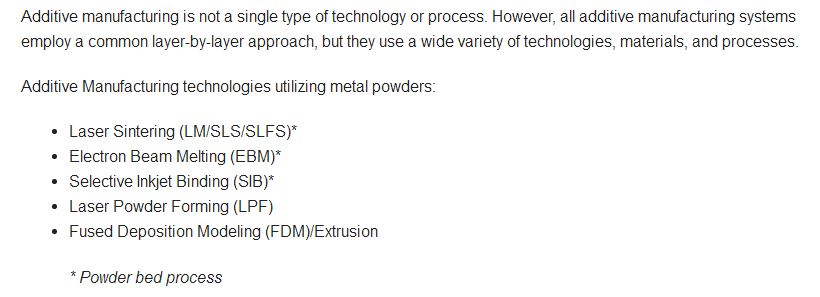 Additive manufacturing is not a single type of technology or process. However, all additive manufacturing systems
employ a common layer-by-layer approach, but they use a wide variety of technologies, materials, and processes.
Additive Manufacturing technologies utilizing metal powders:
• Laser Sintering (LM/SLS/SLFS)*
• Electron Beam Melting (EBM)*
• Selective Inkjet Binding (SIB)*
• Laser Powder Forming (LPF)
• Fused Deposition Modeling (FDM)/Extrusion
* Powder bed process